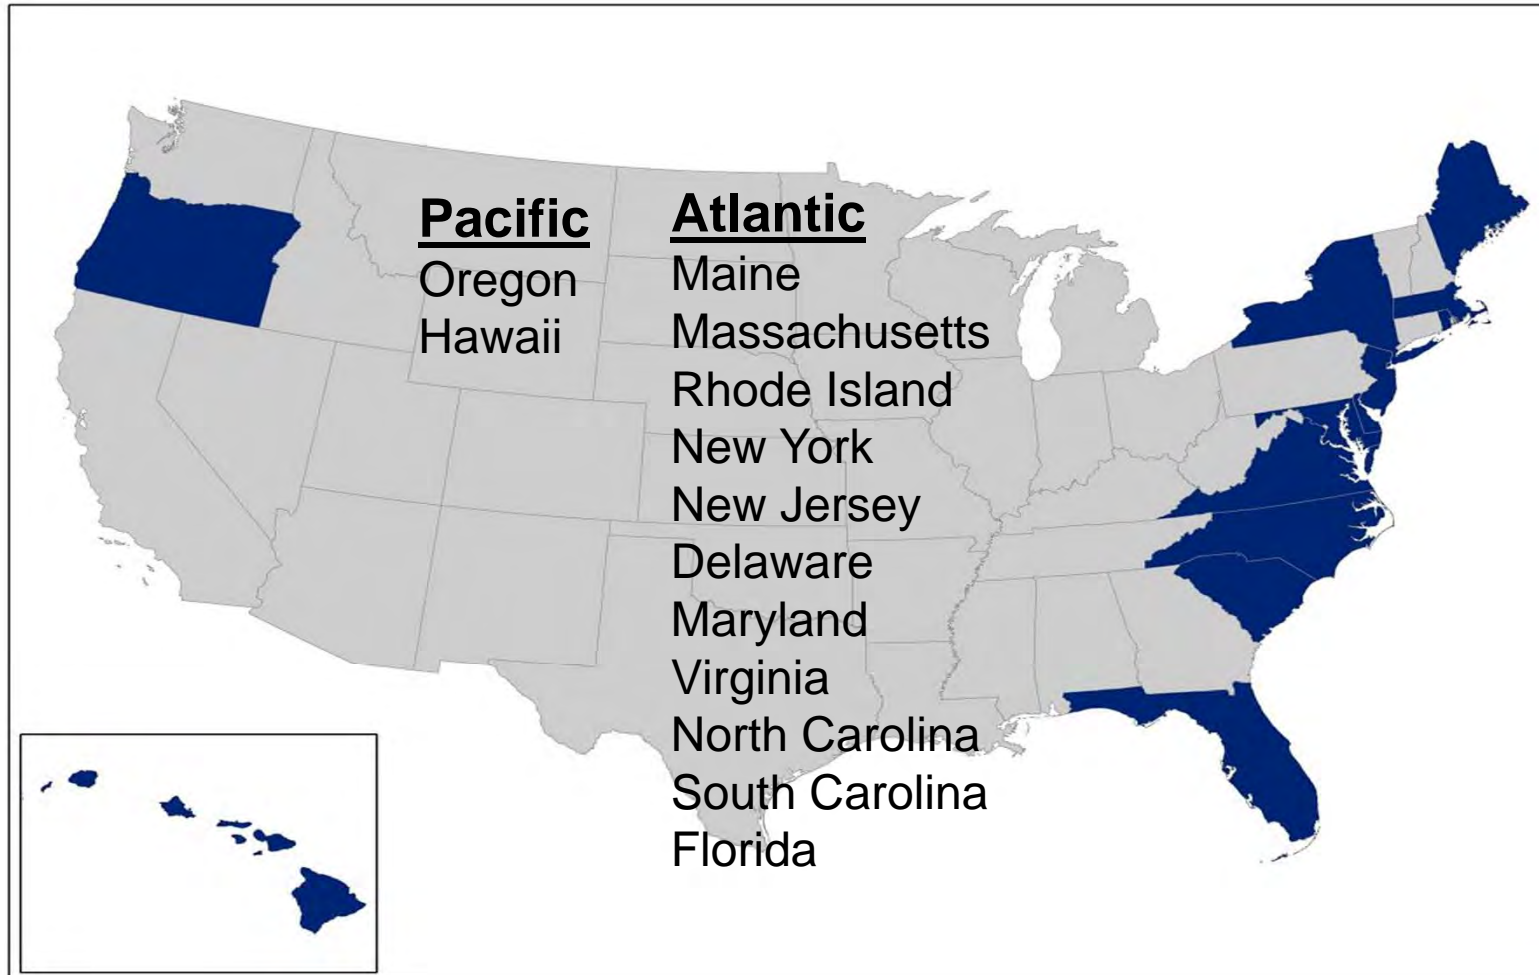 Pacific
Oregon
Hawaii
Atlantic
Maine
Massachusetts
Rhode Island
New York
New Jersey
Delaware
Maryland
Virginia
North Carolina
South Carolina
Florida